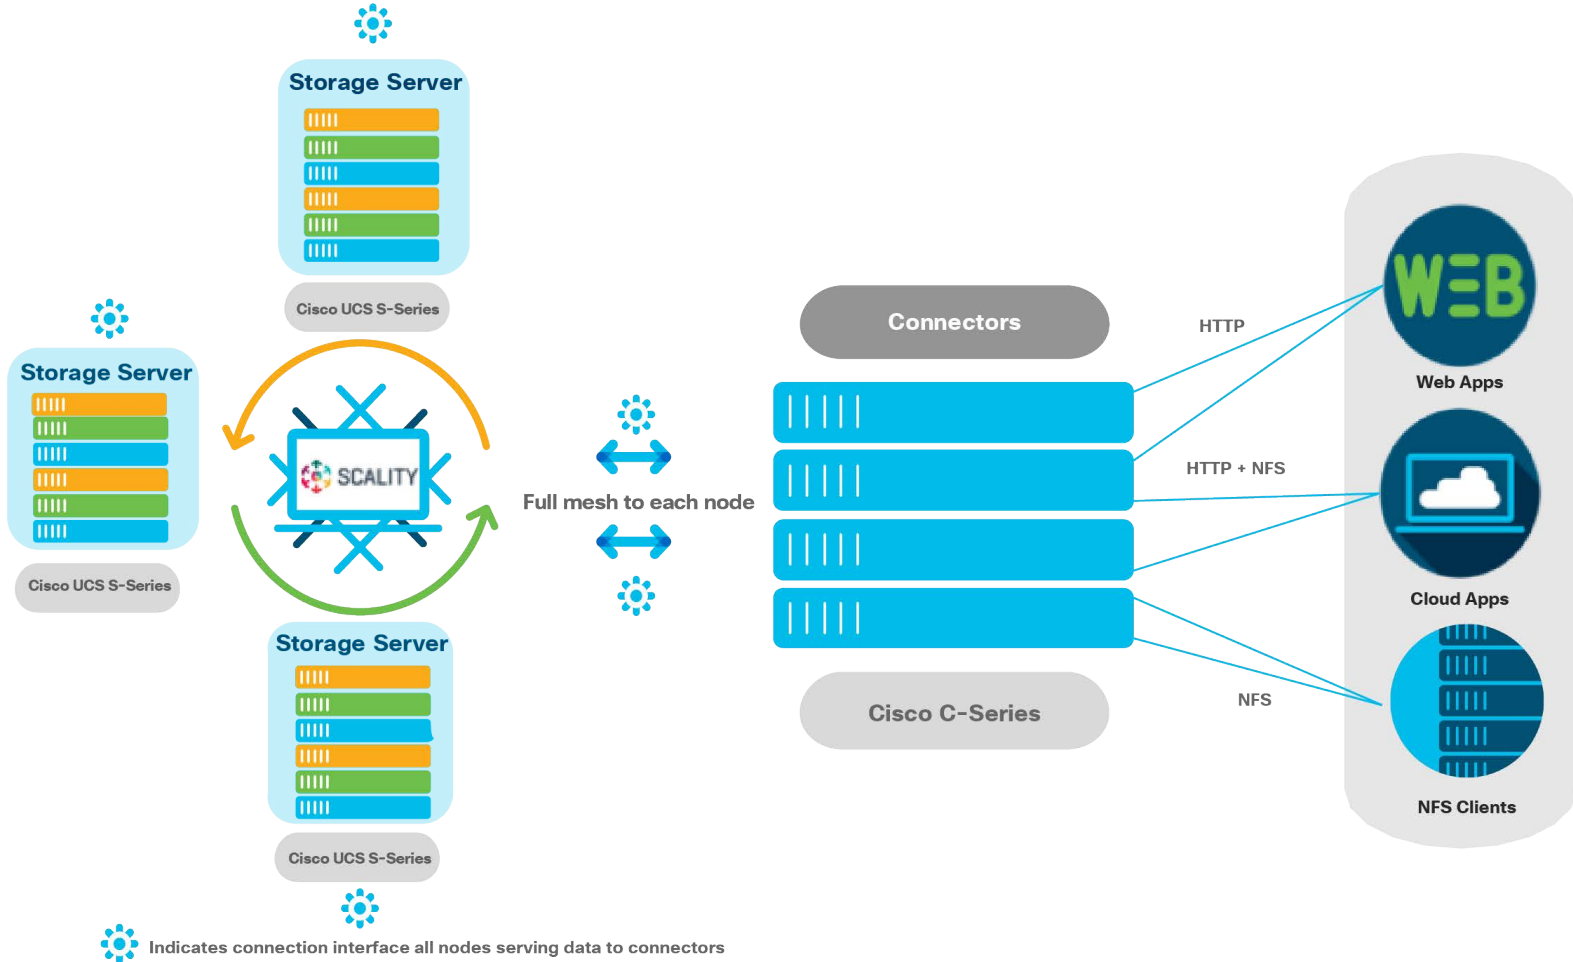 Storage Server
Cisco UCS S-Series
Storage Server
Cisco UCS S-Series
SCALITY
Storage Server
Cisco UCS S-Series
Full mesh to each node
Connectors
Cisco C-Series
HTTP
HTTP + NFS
NFS
WEB
Web Apps
Cloud Apps
NFS Clients
Indicates connection interface all nodes serving data to connectors